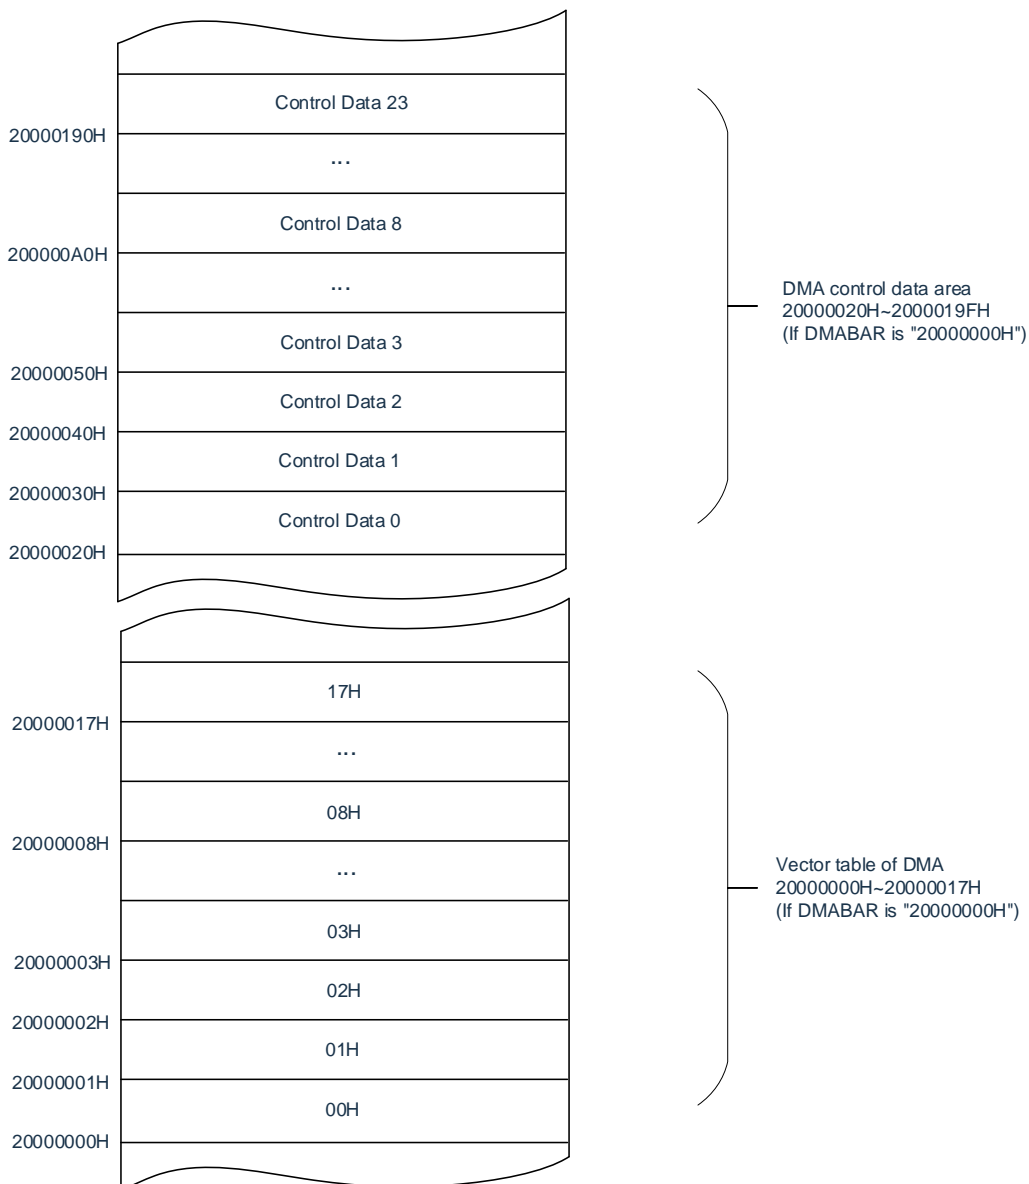 Control Data 23
20000190H
...
Control Data 8
200000A0H
...
Control Data 3
20000050H
Control Data 2
20000040H
Control Data 1
20000030H
Control Data 0
20000020H
DMA control data area
20000020H~2000019FH
(If DMABAR is "20000000H")
17H
20000017H
...
08H
20000008H
...
03H
20000003H
02H
20000002H
01H
20000001H
00H
20000000H
Vector table of DMA
20000000H~20000017H
(If DMABAR is "20000000H")